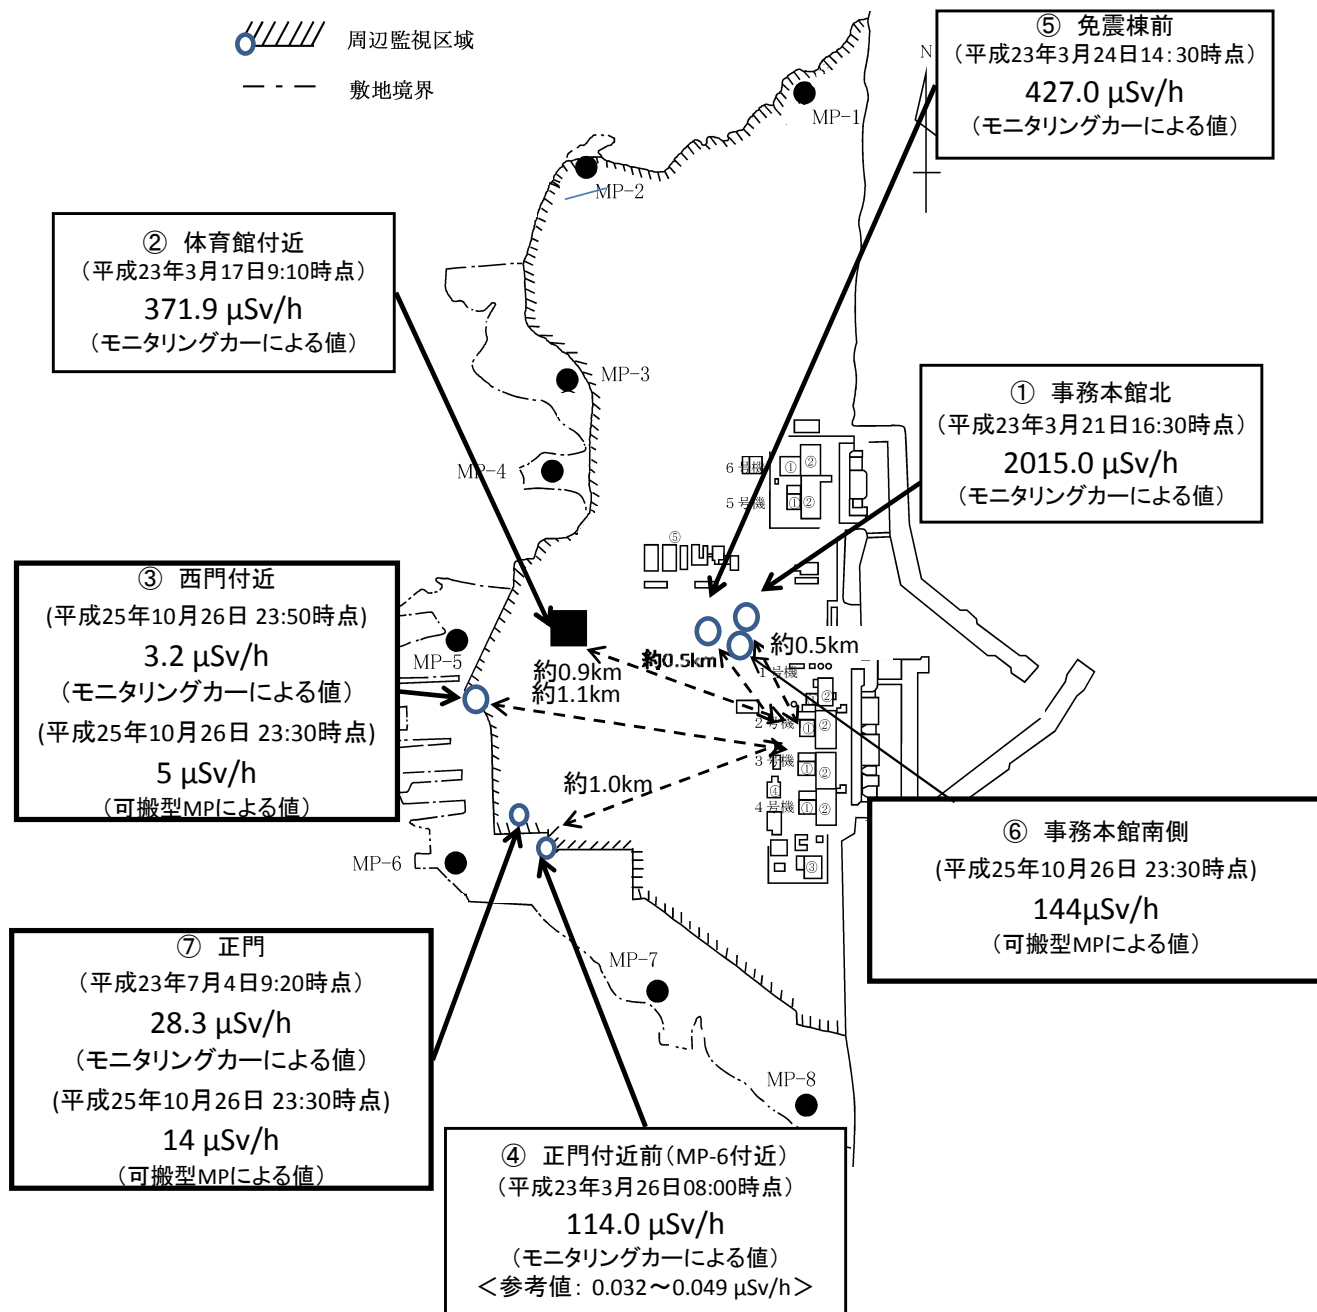 周辺監視区域
敷地境界
⑤ 免震棟前
(平成23年3月24日14:30時点)
427.0 μSv/h
(モニタリングカーによる値)
N
MP-1
MP-2
② 体育館付近
(平成23年3月17日9:10時点)
371.9 μSv/h
(モニタリングカーによる値)
MP-3
MP-4
① 事務本館北
(平成23年3月21日16:30時点)
2015.0 μSv/h
(モニタリングカーによる値)
6号機
① ②
5号機
① ②
⑤
③ 西門付近
(平成25年10月26日 23:50時点)
3.2 μSv/h
(モニタリングカーによる値)
(平成25年10月26日 23:30時点)
5 μSv/h
(可搬型MPによる値)
MP-5
約0.9km
約1.1km
約0.5km
約0.5km
1号機
②
2号機
① ②
3号機
① ②
約1.0km
④
4号機
① ②
③
MP-6
⑥ 事務本館南側
(平成25年10月26日 23:30時点)
144μSv/h
(可搬型MPによる値)
⑦ 正門
(平成23年7月4日9:20時点)
28.3 μSv/h
(モニタリングカーによる値)
(平成25年10月26日 23:30時点)
14 μSv/h
(可搬型MPによる値)
MP-7
MP-8
④ 正門付近前(MP-6付近)
(平成23年3月26日08:00時点)
114.0 μSv/h
(モニタリングカーによる値)
<参考値: 0.032~0.049 μSv/h>